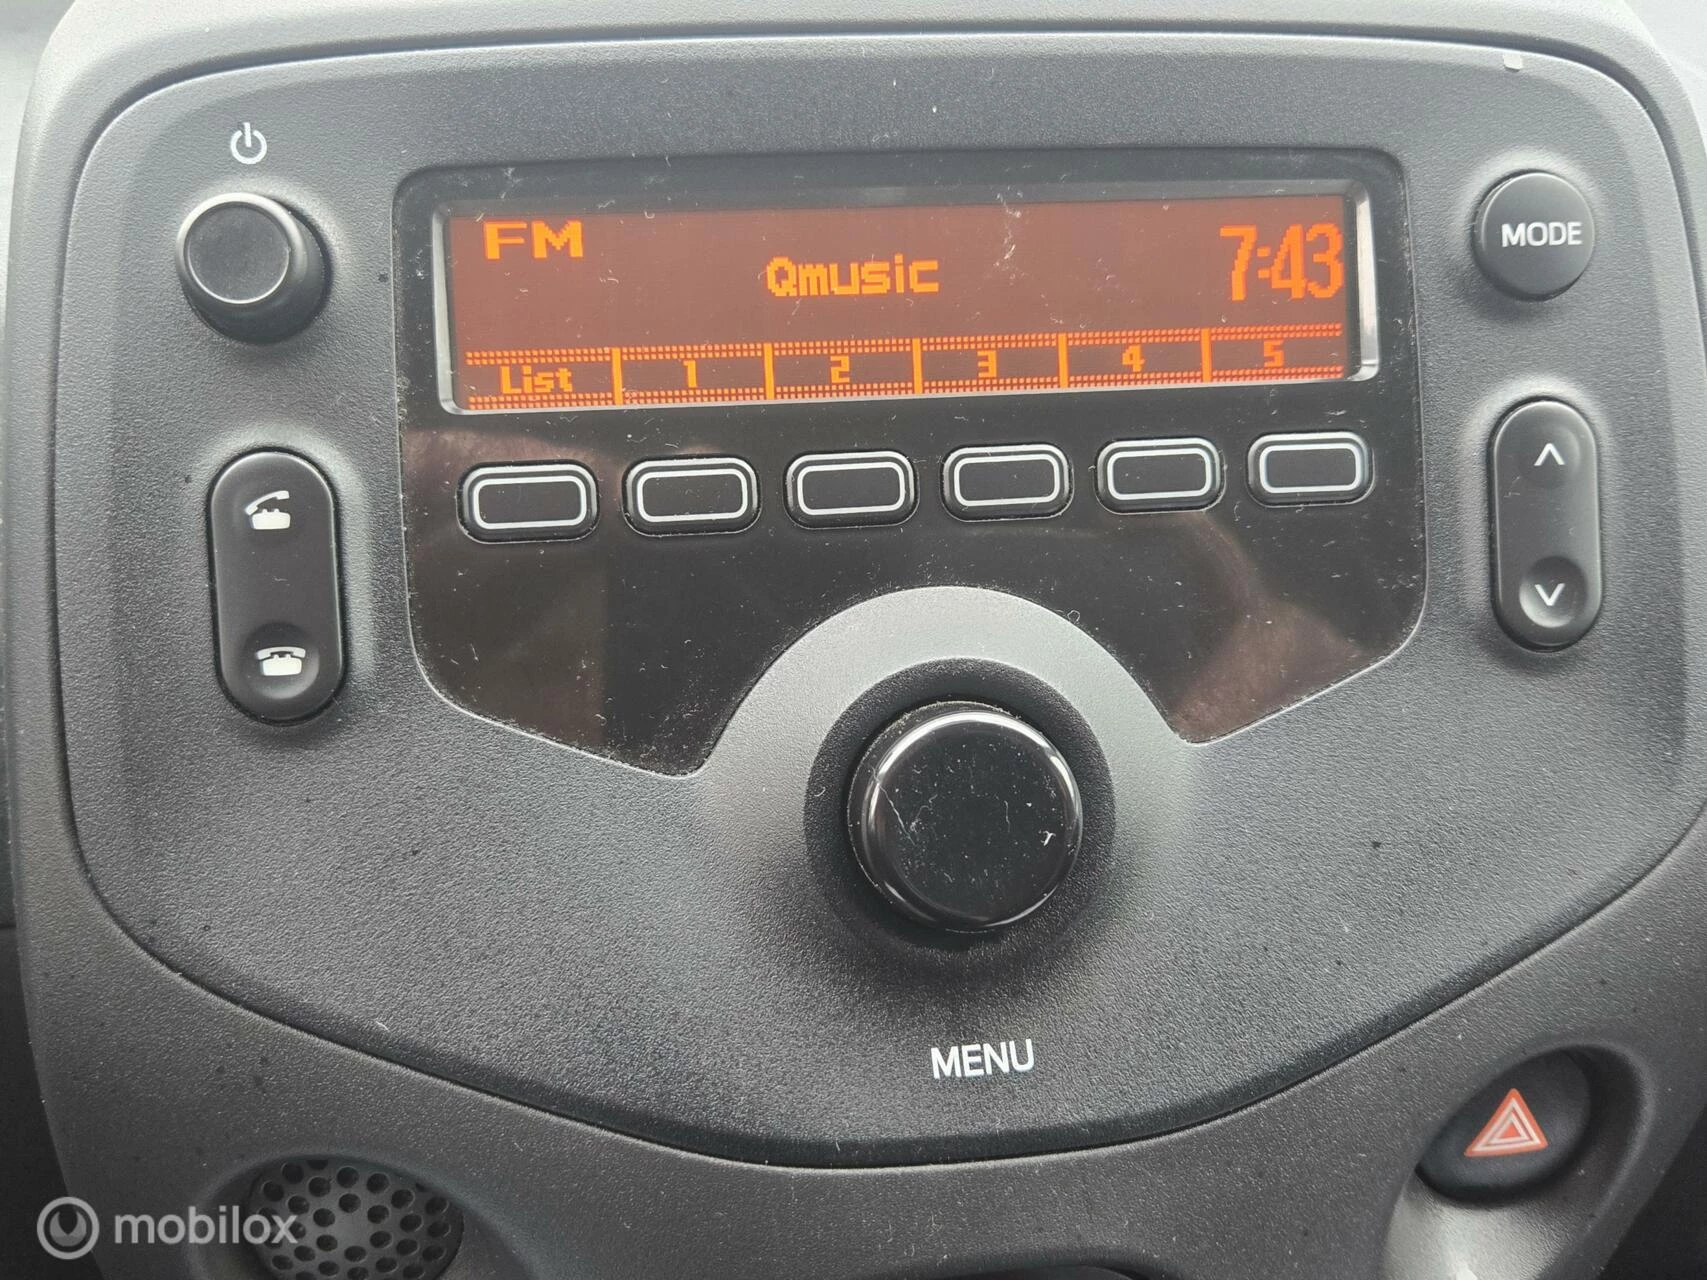 FM
Qmusic
7:43
MODE
List 1 2 3 4 5
MENU
mobilox